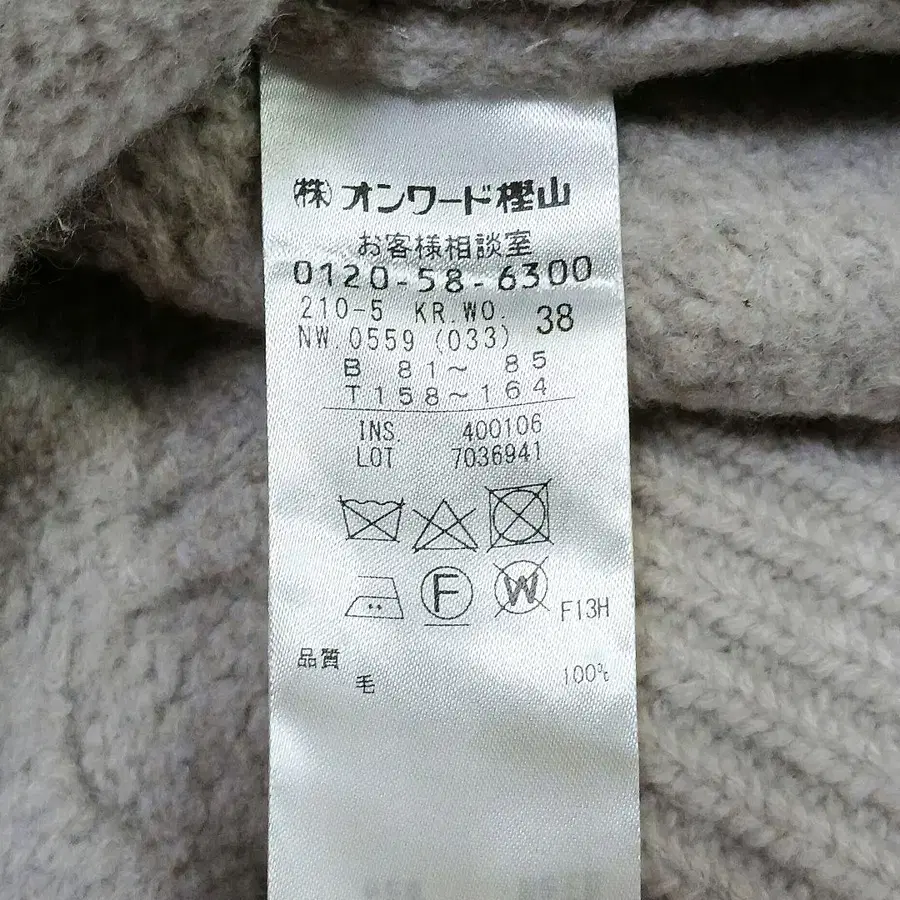 ㈱オンワード樫山
お客様相談室
0120-58-6300
210-5 KR.WO. 38
NW.0559 (033)
B 81〜 85
T158〜164
INS. 400106
LOT 7036941
F
W
F13H
品質
毛 100%